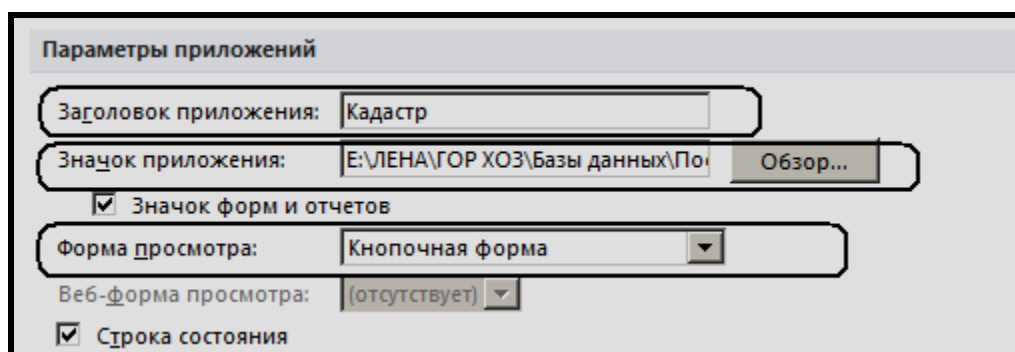 Параметры приложений
Заголовок приложения: Кадастр
Значок приложения: E:\ЛЕНА\ГОР ХОЗ\Базы данных\По Обзор...
Значок форм и отчетов
Форма просмотра: Кнопочная форма
Веб-форма просмотра: (отсутствует)
Строка состояния